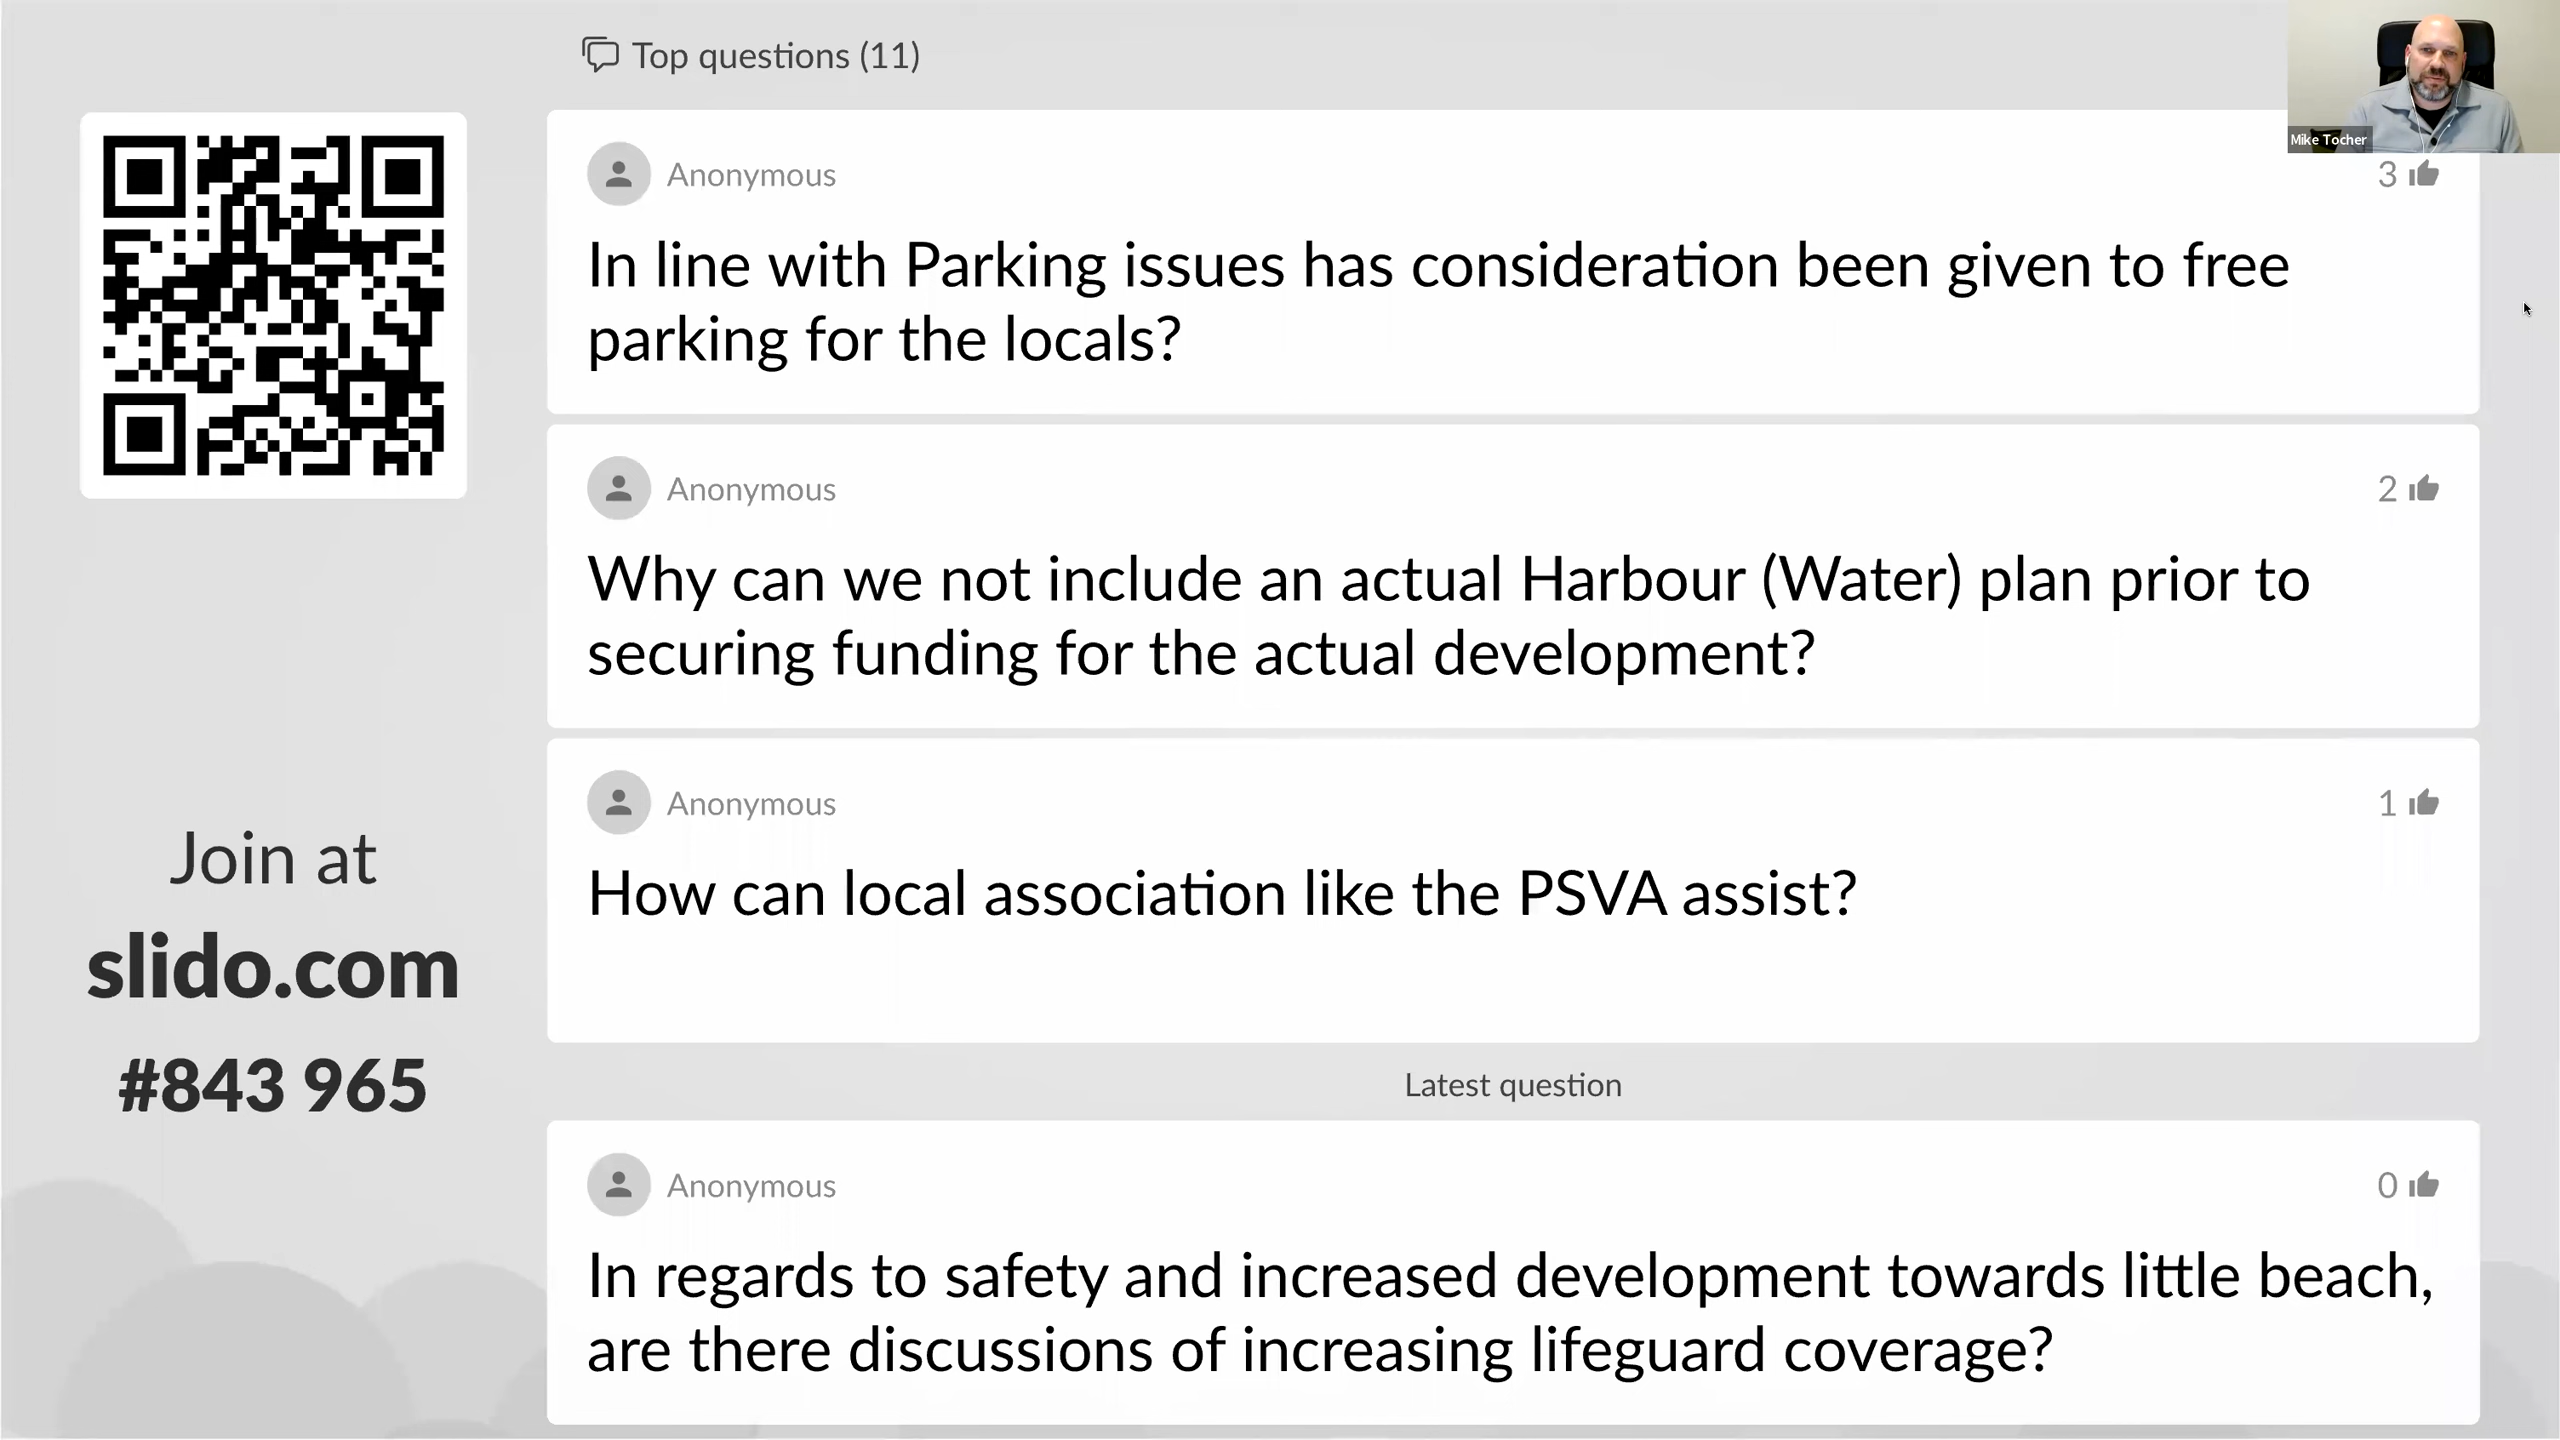 Top questions (11)
Mike Tocher
Anonymous
3
In line with Parking issues has consideration been given to free
parking for the locals?
Anonymous
2
Why can we not include an actual Harbour (Water) plan prior to
securing funding for the actual development?
Anonymous
1
How can local association like the PSVA assist?
Join at
slido.com
#843 965
Latest question
Anonymous
0
In regards to safety and increased development towards little beach,
are there discussions of increasing lifeguard coverage?